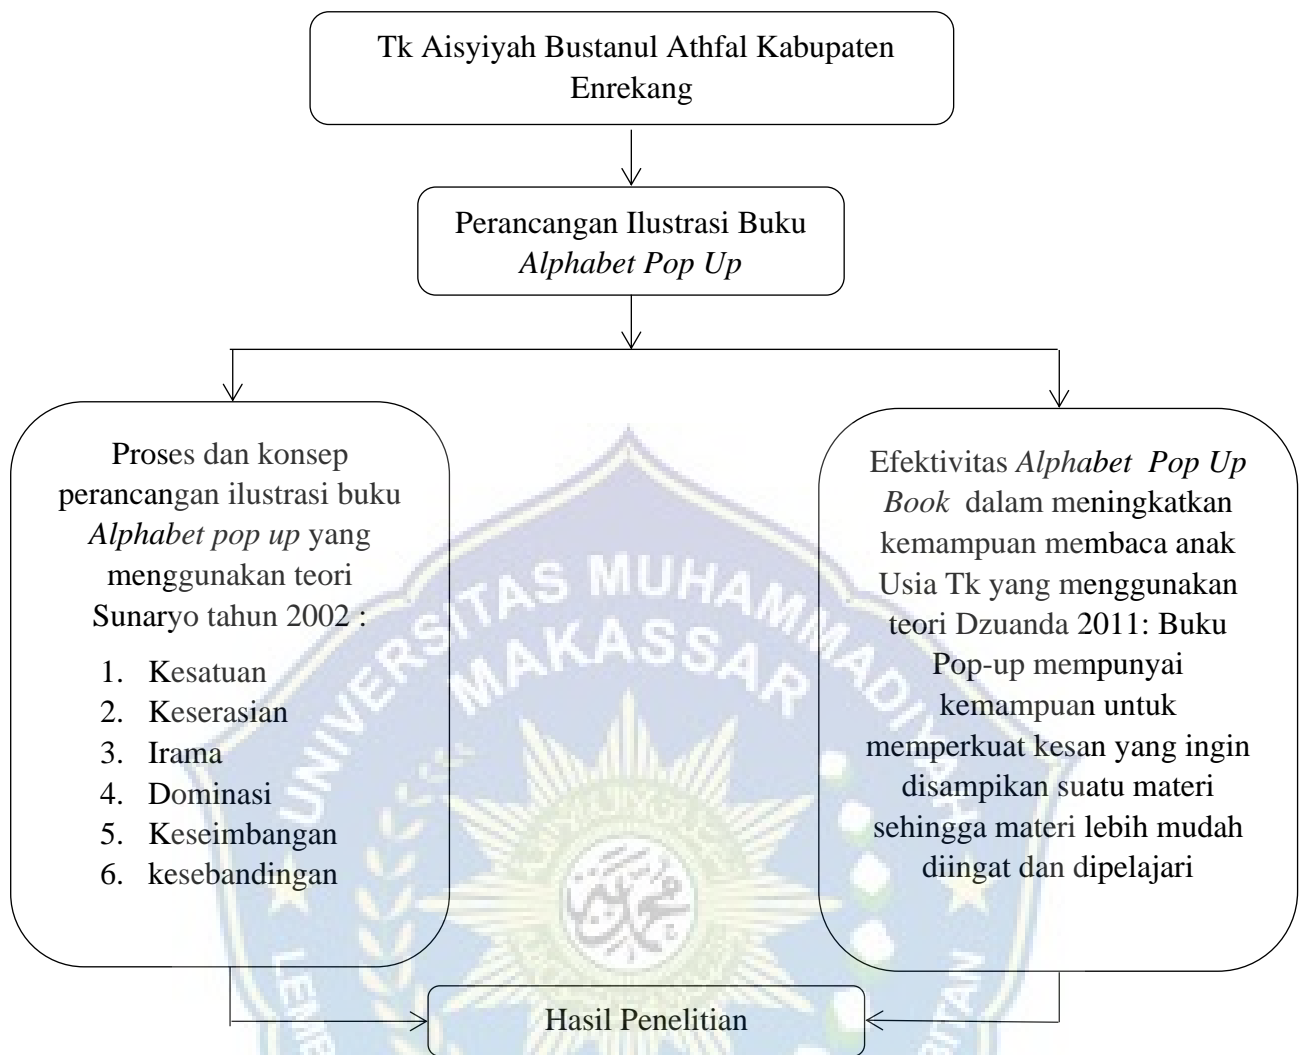 Tk Aisyiyah Bustanul Athfal Kabupaten
Enrekang
Perancangan Ilustrasi Buku
Alphabet Pop Up
Proses dan konsep
perancangan ilustrasi buku
Alphabet pop up yang
menggunakan teori
Sunaryo tahun 2002 :
1. Kesatuan
2. Keserasian
3. Irama
4. Dominasi
5. Keseimbangan
6. kesebandingan
Efektivitas Alphabet Pop Up
Book dalam meningkatkan
kemampuan membaca anak
Usia Tk yang menggunakan
teori Dzuanda 2011: Buku
Pop-up mempunyai
kemampuan untuk
memperkuat kesan yang ingin
disampikan suatu materi
sehingga materi lebih mudah
diingat dan dipelajari
Hasil Penelitian
UNIVERSITAS MUHAMMADIYAH
MAKASSAR